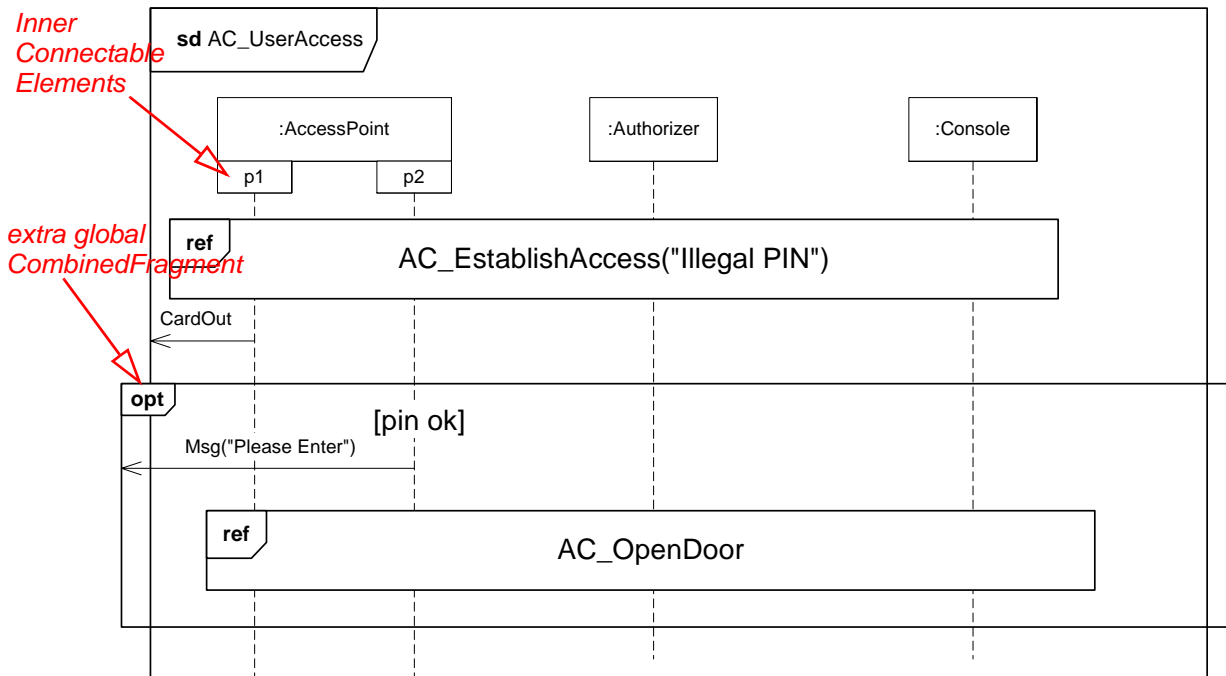 Inner
Connectable
Elements
sd AC_UserAccess
:AccessPoint
:Authorizer
:Console
p1
p2
extra global
CombinedFragment
ref
AC_EstablishAccess("Illegal PIN")
CardOut
opt
[pin ok]
Msg("Please Enter")
ref
AC_OpenDoor